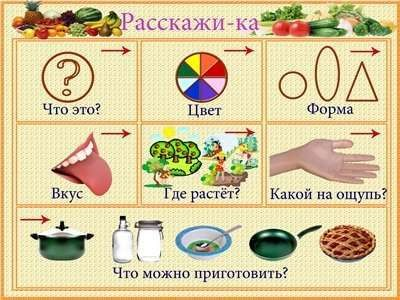 Расскажи-ка
Что это?
Цвет
Форма
Вкус
Где растёт?
Какой на ощупь?
Что можно приготовить?